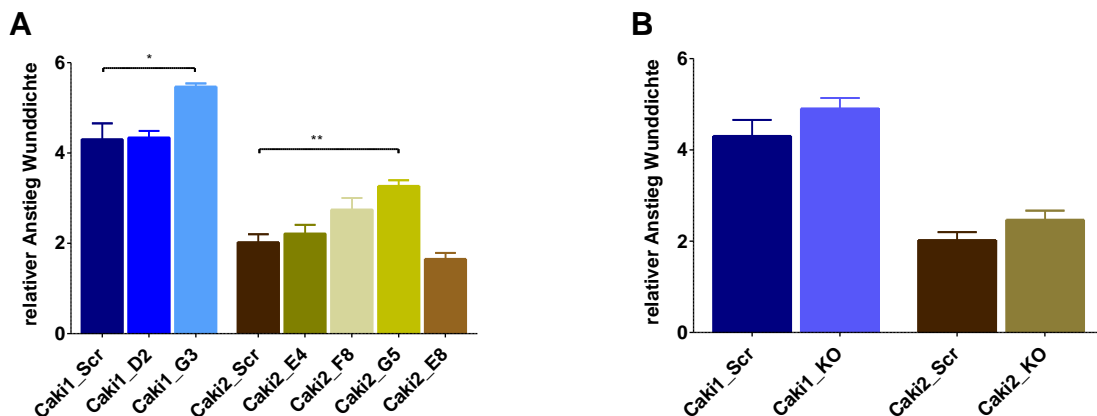 A
relativer Anstieg Wunddichte
6
4
2
0
*
**
Caki1_Scr
Caki1_D2
Caki1_G3
Caki2_Scr
Caki2_E4
Caki2_F8
Caki2_G5
Caki2_E8
B
relativer Anstieg Wunddichte
6
4
2
0
Caki1_Scr
Caki1_KO
Caki2_Scr
Caki2_KO